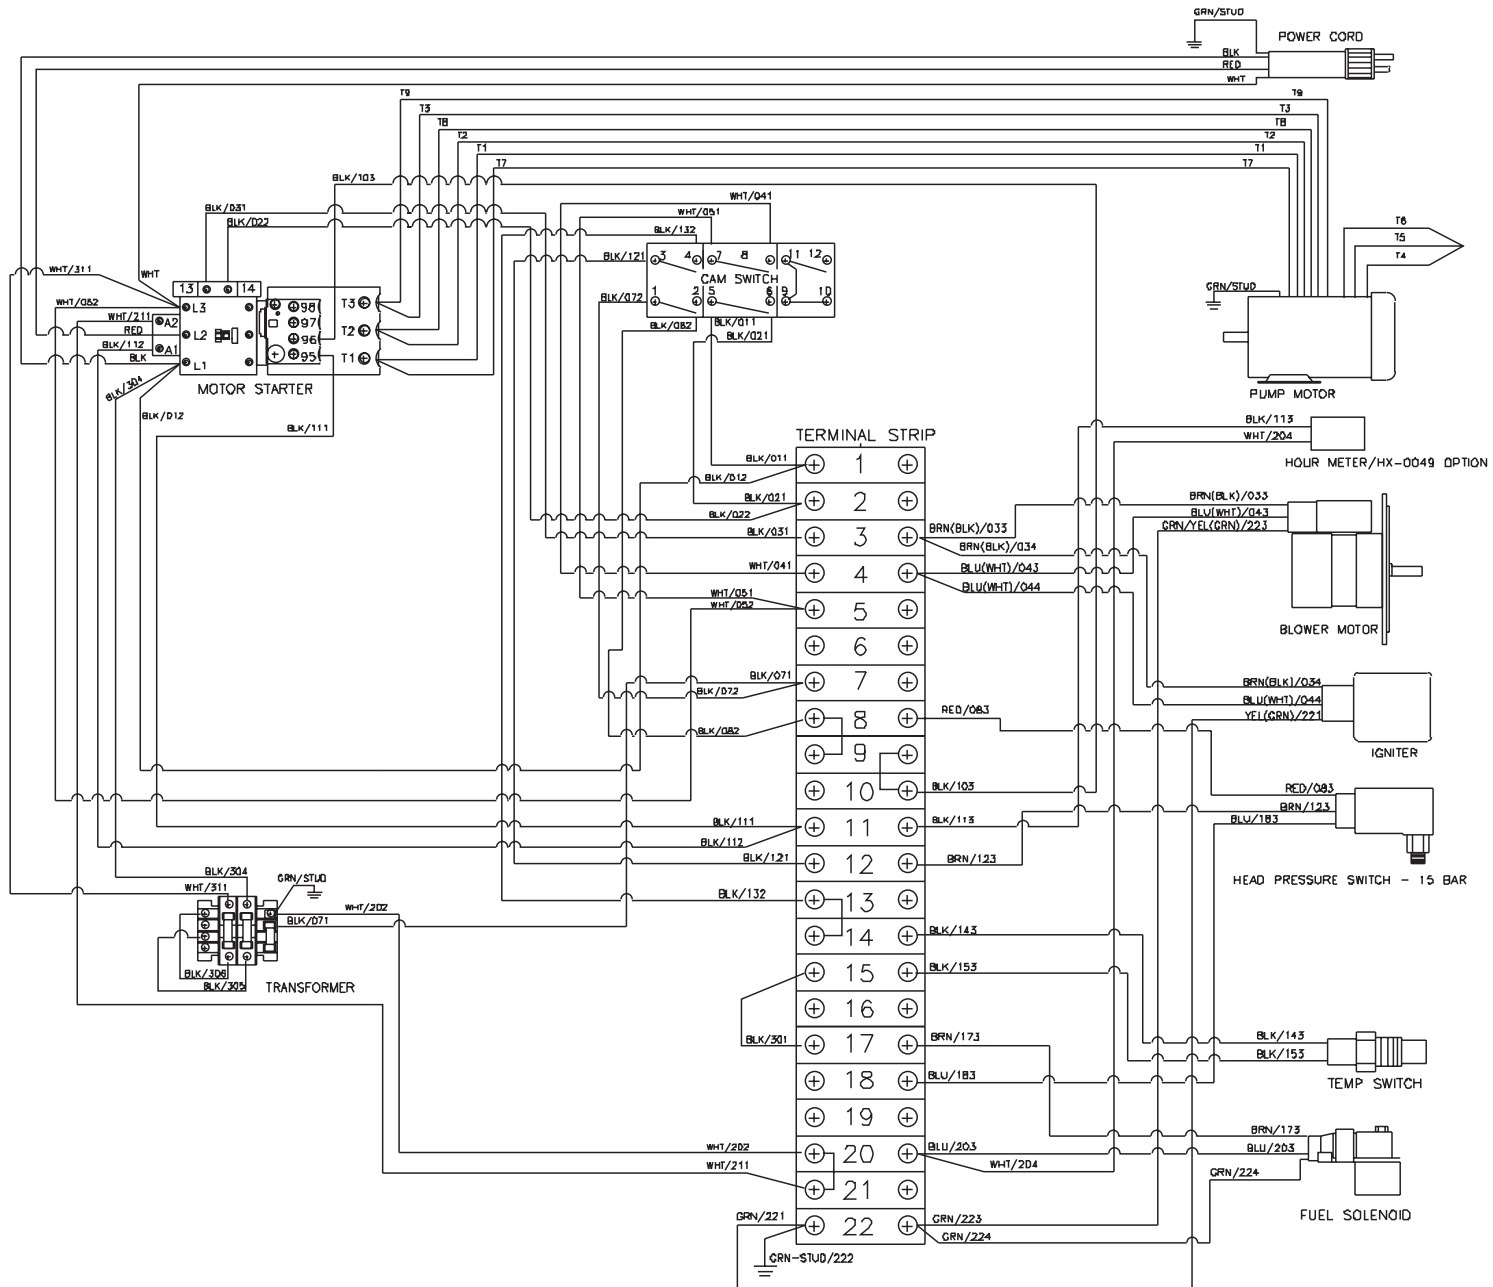 GRN/STUD
POWER CORD
BLK
RED
WHT
T9
T9
T3
T3
T8
T8
T2
T2
T1
T1
T7
T7
BLK/103
WHT/041
BLK/031
WHT/051
BLK/022
BLK/132
T6
T5
T4
BLK/121
3 4 7 8 11 12
CAM SWITCH
1 2 5 6 9 10
WHT/311
WHT
13 14
GRN/STUD
WHT/052
L3
98
T3
BLK/072
WHT/211
A2
97
BLK/011
RED
L2
96
T2
BLK/082
BLK/021
BLK/112
A1
95
T1
BLK
L1
MOTOR STARTER
PUMP MOTOR
BLK/304
BLK/012
BLK/111
BLK/113
WHT/204
HOUR METER/HX-0049 OPTION
TERMINAL STRIP
BLK/011
1
BLK/012
BLK/021
2
BLK/022
BRN(BLK)/033
BLU(WHT)/043
GRN/YEL(GRN)/223
BLK/031
3
BRN(BLK)/033
BRN(BLK)/034
WHT/041
4
BLU(WHT)/043
BLU(WHT)/044
WHT/051
WHT/052
5
BLOWER MOTOR
6
BLK/071
7
BLK/072
BRN(BLK)/034
BLU(WHT)/044
YEL(GRN)/221
IGNITER
8
RED/083
BLK/082
9
10
BLK/103
RED/083
BRN/123
BLU/183
BLK/111
11
BLK/113
BLK/112
BLK/121
12
BRN/123
HEAD PRESSURE SWITCH - 15 BAR
BLK/304
WHT/311
GRN/STUD
BLK/132
13
WHT/202
BLK/071
14
BLK/143
BLK/306
BLK/305
TRANSFORMER
15
BLK/153
16
BLK/301
17
BRN/173
BLK/143
BLK/153
TEMP SWITCH
18
BLU/183
19
BRN/173
BLU/203
WHT/202
20
BLU/203
WHT/211
WHT/204
GRN/224
21
FUEL SOLENOID
GRN/221
22
GRN/223
GRN/224
GRN-STUD/222